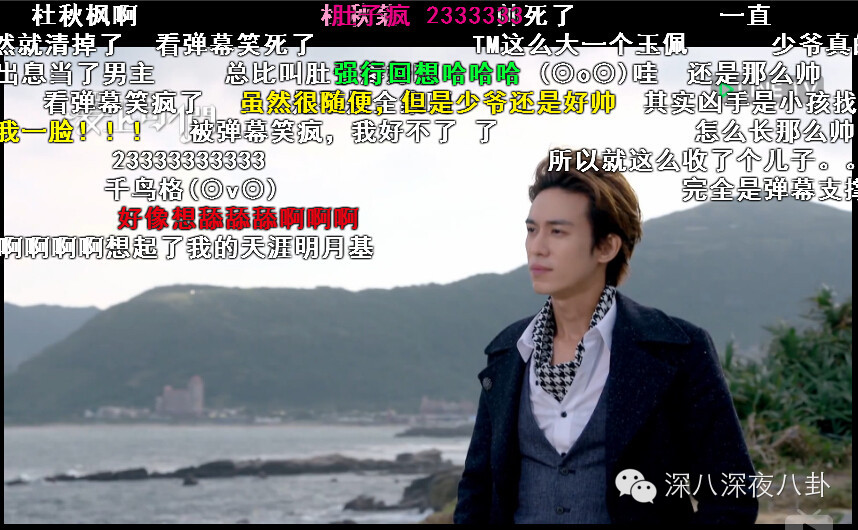 杜秋枫啊 肚子疯 2333333 死了 一直
然就清掉了 看弹幕笑死了 TM这么大一个玉佩 少爷真的
出息当了男主 总比叫肚 强行回想哈哈哈 (◎o◎)哇 还是那么帅
看弹幕笑疯了 虽然很随便,但是少爷还是好帅 其实凶手是小孩找
我一脸!!! 被弹幕笑疯,我好不了 了 怎么长那么帅
23333333333 所以就这么收了个儿子。。
千鸟格(◎v◎) 完全是弹幕支撑
好像想舔舔舔啊啊啊
啊啊啊啊想起了我的天涯明月基
深八深夜八卦